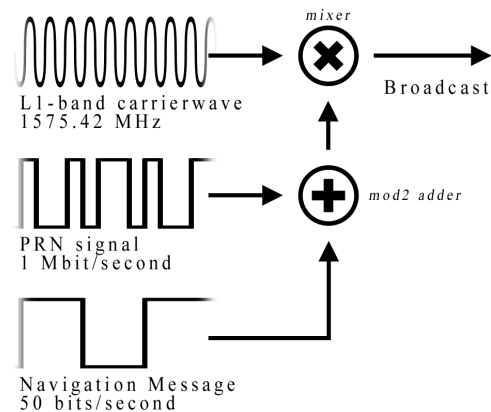 mixer
L1-band carrierwave
1575.42 MHz
Broadcast
PRN signal
1 Mbit/second
mod2 adder
Navigation Message
50 bits/second